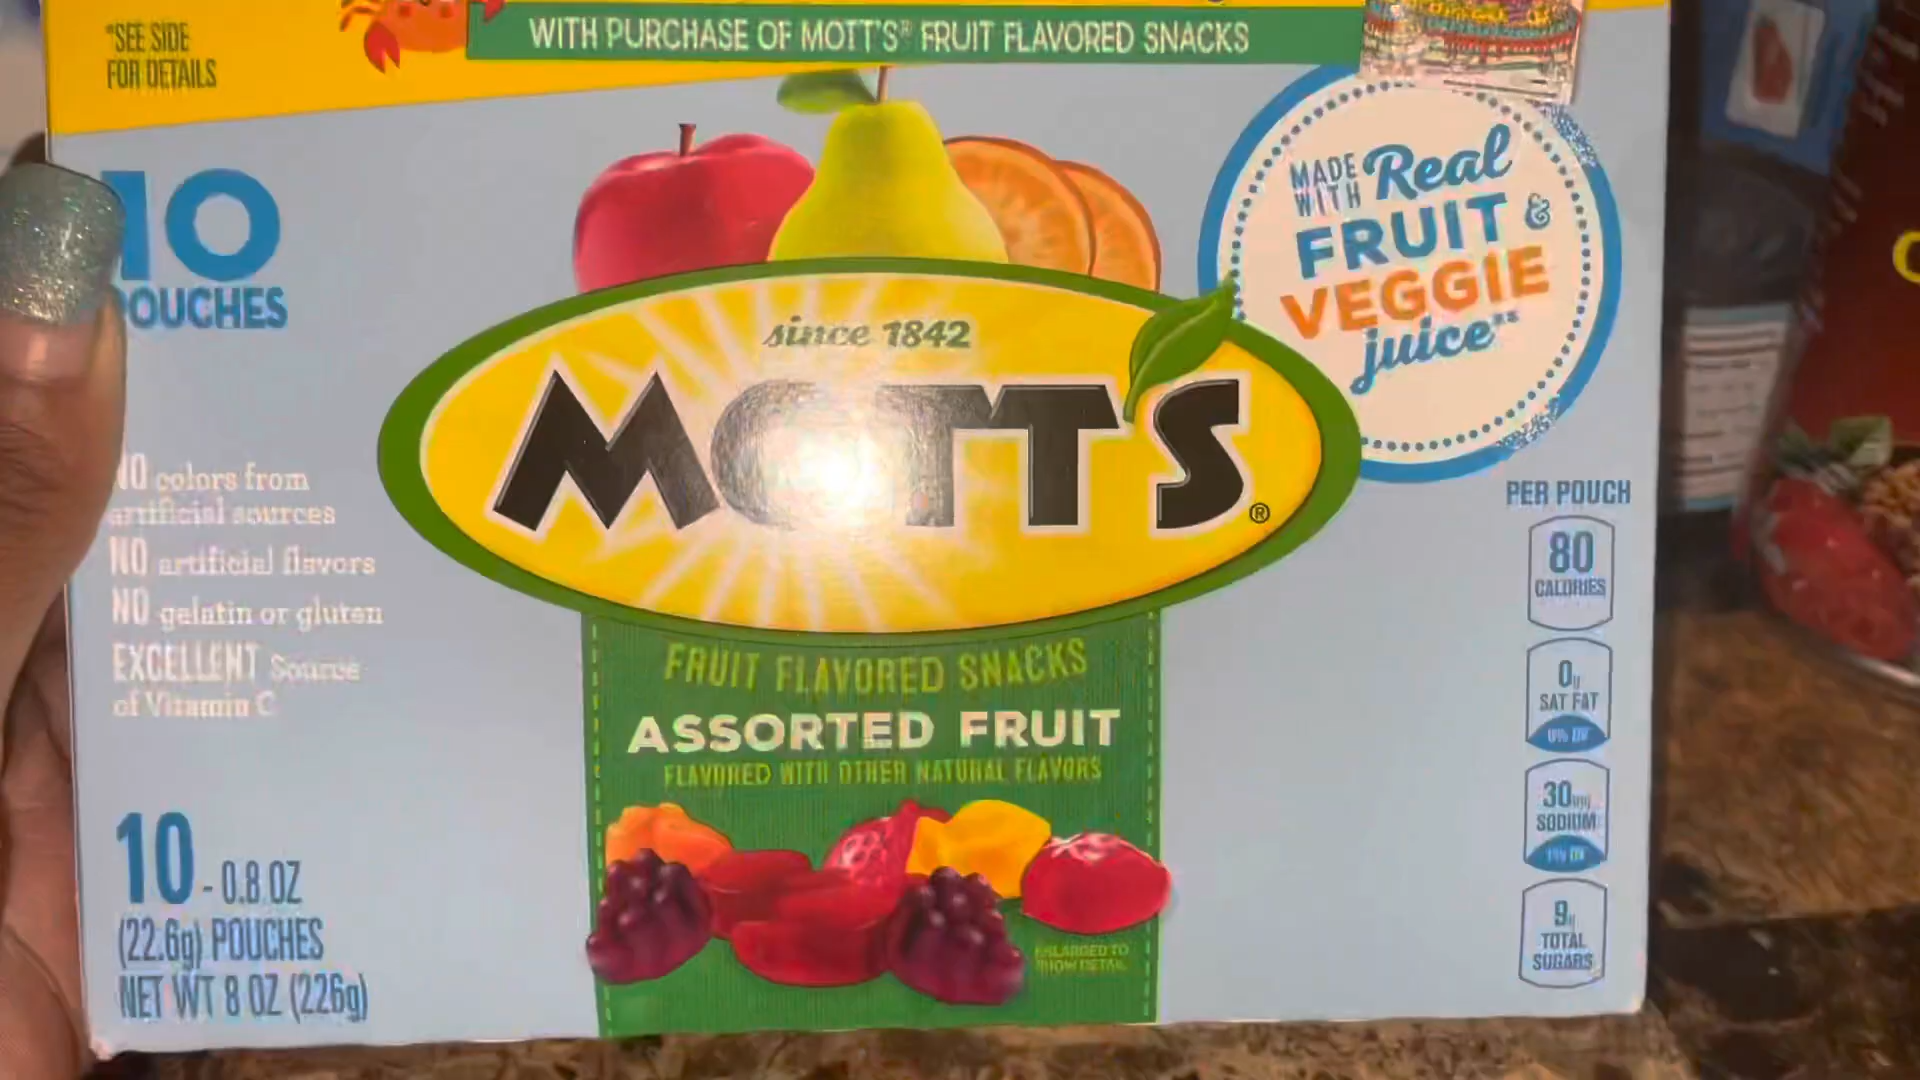 *SEE SIDE
FOR DETAILS
WITH PURCHASE OF MOTT'S® FRUIT FLAVORED SNACKS
10
POUCHES
MADE WITH Real
FRUIT &
VEGGIE
juice**
since 1842
MOTT'S®
NO colors from
artificial sources
NO artificial flavors
NO gelatin or gluten
EXCELLENT Source
of Vitamin C
PER POUCH
80
CALORIES
0g
SAT FAT
0% DV
30mg
SODIUM
1% DV
9g
TOTAL
SUGARS
FRUIT FLAVORED SNACKS
ASSORTED FRUIT
FLAVORED WITH OTHER NATURAL FLAVORS
ENLARGED TO
SHOW DETAIL
10 - 0.8 OZ
(22.6g) POUCHES
NET WT 8 OZ (226g)